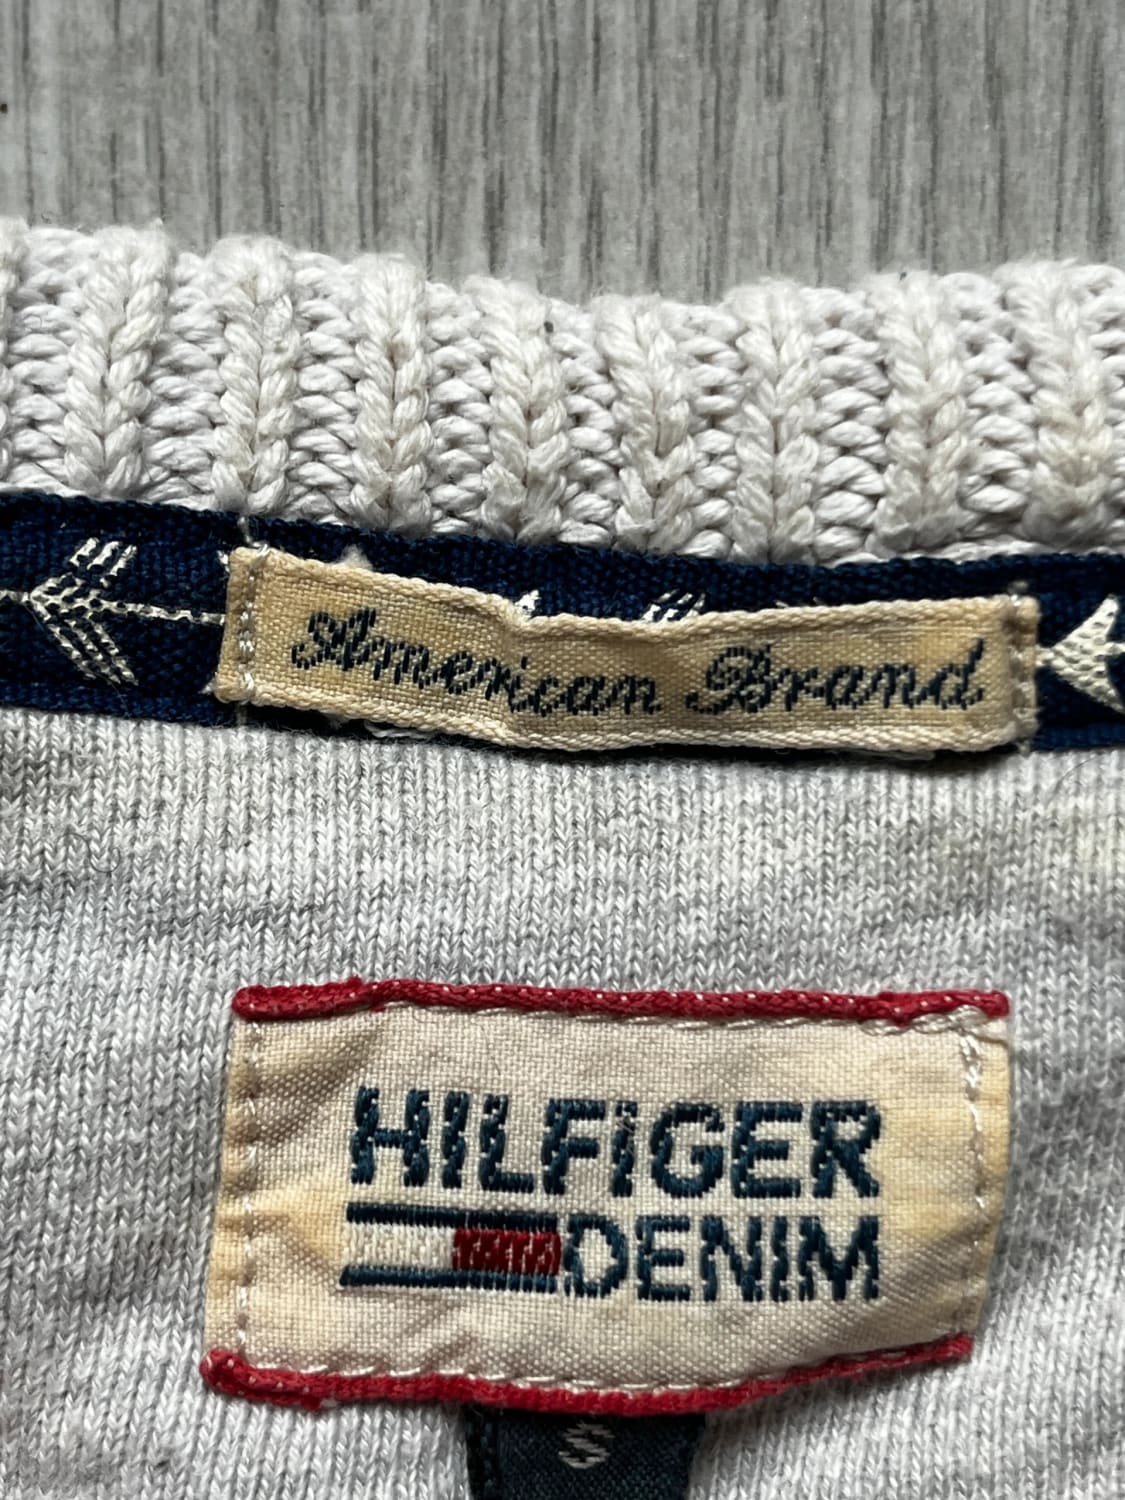 American Brand
HILFIGER
DENIM
S